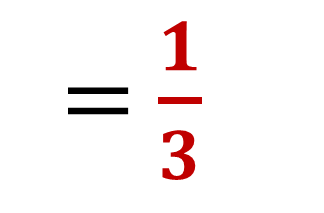 = 1/3